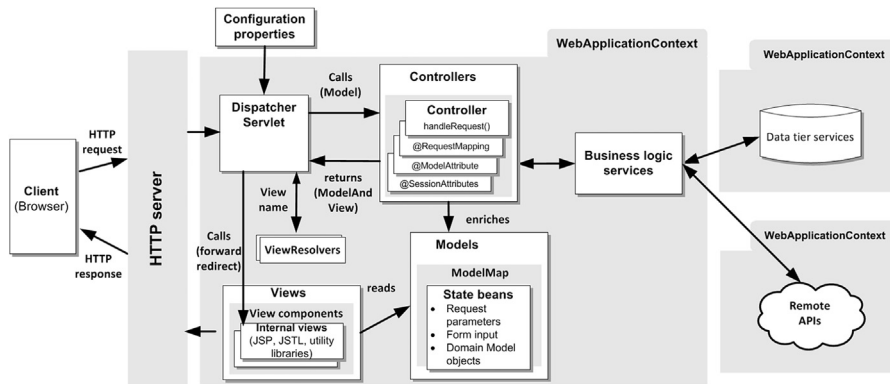 Configuration
properties
WebApplicationContext
WebApplicationContext
Data tier services
Calls
(Model)
Controllers
Controller
handleRequest()
@RequestMapping
@ModelAttribute
@SessionAttributes
Dispatcher
Servlet
HTTP
request
Client
(Browser)
HTTP
response
HTTP server
returns
(ModelAnd
View)
View
name
Business logic
services
Calls
(forward
redirect)
ViewResolvers
enriches
WebApplicationContext
Remote
APIs
Models
ModelMap
State beans
• Request
parameters
• Form input
• Domain Model
objects
reads
Views
View components
Internal views
(JSP, JSTL, utility
libraries)